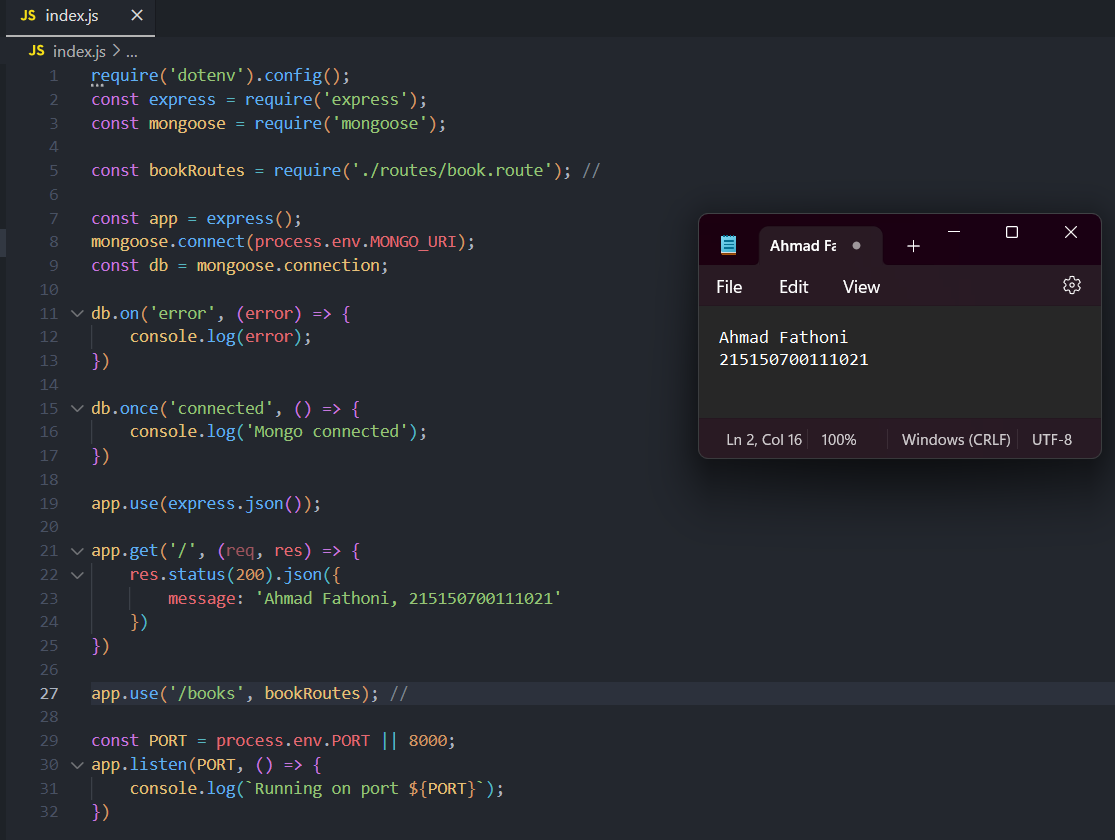 JS index.js ✕
JS index.js > ...
1 require('dotenv').config();
2 const express = require('express');
3 const mongoose = require('mongoose');
4
5 const bookRoutes = require('./routes/book.route'); //
6
7 const app = express();
8 mongoose.connect(process.env.MONGO_URI);
9 const db = mongoose.connection;
10
11 db.on('error', (error) => {
12     console.log(error);
13 })
14
15 db.once('connected', () => {
16     console.log('Mongo connected');
17 })
18
19 app.use(express.json());
20
21 app.get('/', (req, res) => {
22     res.status(200).json({
23         message: 'Ahmad Fathoni, 215150700111021'
24     })
25 })
26
27 app.use('/books', bookRoutes); //
28
29 const PORT = process.env.PORT || 8000;
30 app.listen(PORT, () => {
31     console.log(`Running on port ${PORT}`);
32 })
Ahmad Fa
File Edit View
Ahmad Fathoni
215150700111021
Ln 2, Col 16 100% Windows (CRLF) UTF-8